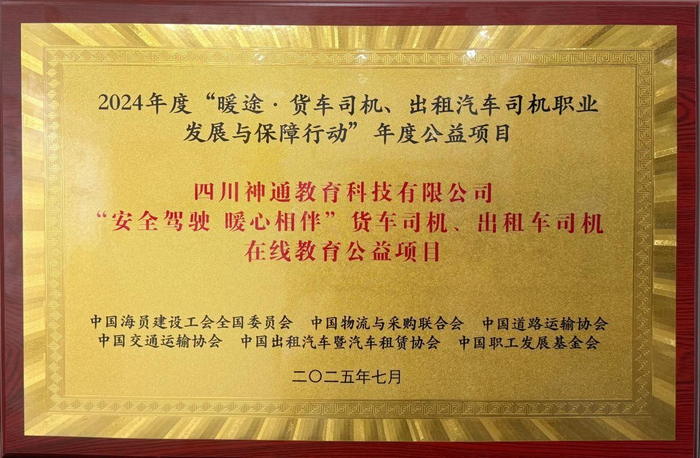 2024年度“暖途·货车司机、出租汽车司机职业
发展与保障行动”年度公益项目
四川神通教育科技有限公司
“安全驾驶 暖心相伴”货车司机、出租车司机
在线教育公益项目
中国海员建设工会全国委员会 中国物流与采购联合会 中国道路运输协会
中国交通运输协会 中国出租汽车暨汽车租赁协会 中国职工发展基金会
二〇二五年七月